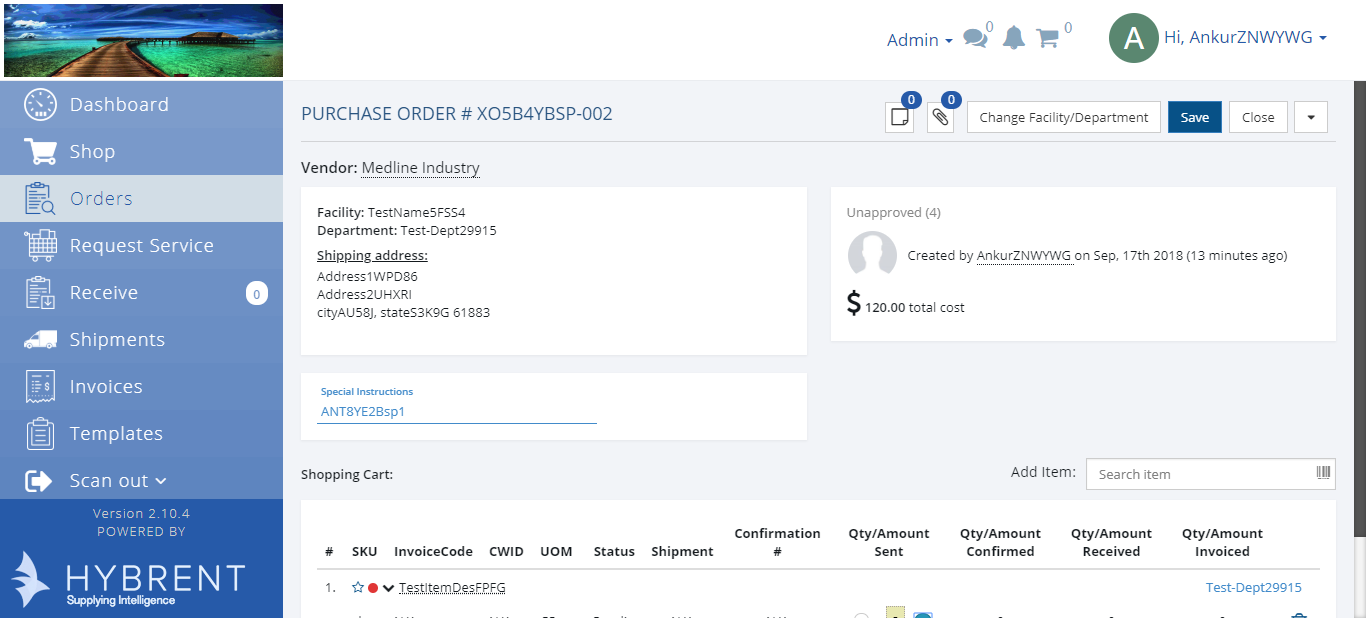 Admin
0
0
A
Hi, AnkurZNWYWG
Dashboard
Shop
Orders
Request Service
Receive
0
Shipments
Invoices
Templates
Scan out
Version 2.10.4
POWERED BY
HYBRENT
Supplying Intelligence
PURCHASE ORDER # XO5B4YBSP-002
0
0
Change Facility/Department
Save
Close
Vendor: Medline Industry
Facility: TestName5FSS4
Department: Test-Dept29915
Shipping address:
Address1WPD86
Address2UHXRI
cityAU58J, stateS3K9G 61883
Unapproved (4)
Created by AnkurZNWYWG on Sep, 17th 2018 (13 minutes ago)
$ 120.00 total cost
Special Instructions
ANT8YE2Bsp1
Shopping Cart:
Add Item:
Search item
# SKU InvoiceCode CWID UOM Status Shipment Confirmation # Qty/Amount Sent Qty/Amount Confirmed Qty/Amount Received Qty/Amount Invoiced
1. TestItemDesFPFG Test-Dept29915